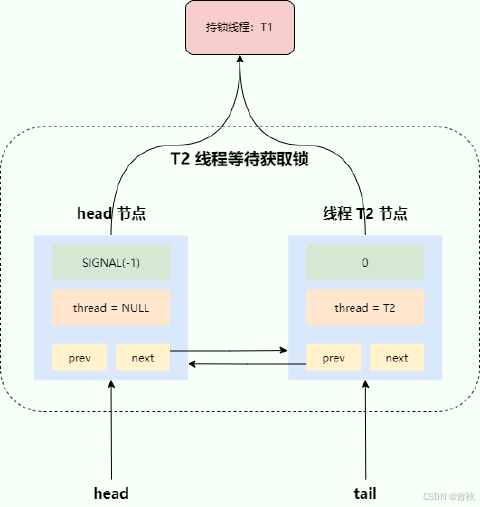 持锁线程：T1
T2 线程等待获取锁
head 节点
线程 T2 节点
SIGNAL(-1)
0
thread = NULL
thread = T2
prev
next
prev
next
head
tail
CSDN @曾秋